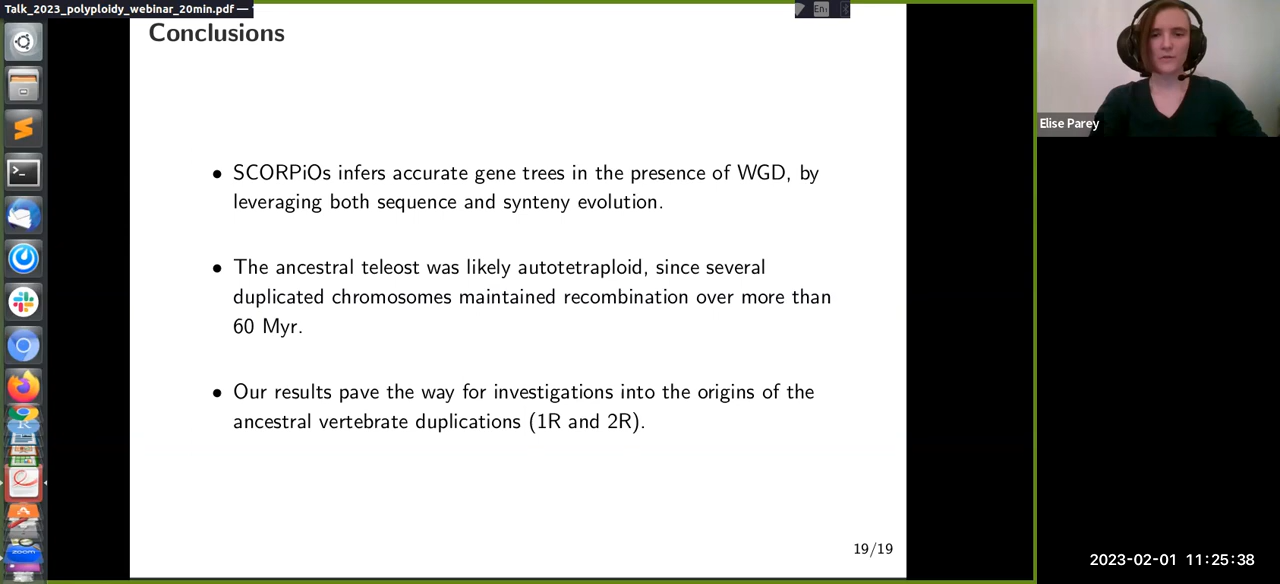 Talk_2023_polyploidy_webinar_20min.pdf —
En
Conclusions
Elise Parey
• SCORPiOs infers accurate gene trees in the presence of WGD, by
leveraging both sequence and synteny evolution.
• The ancestral teleost was likely autotetraploid, since several
duplicated chromosomes maintained recombination over more than
60 Myr.
• Our results pave the way for investigations into the origins of the
ancestral vertebrate duplications (1R and 2R).
19/19
zoom
2023-02-01 11:25:38